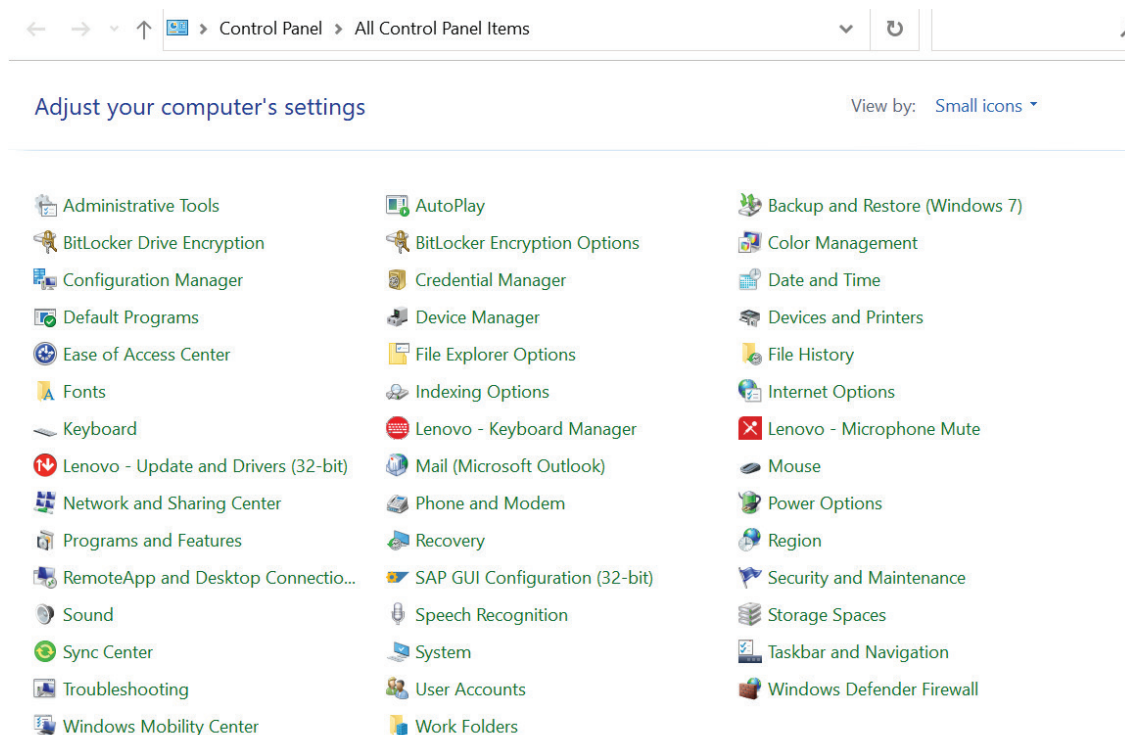 Control Panel > All Control Panel Items
Adjust your computer's settings
View by: Small icons
Administrative Tools
AutoPlay
Backup and Restore (Windows 7)
BitLocker Drive Encryption
BitLocker Encryption Options
Color Management
Configuration Manager
Credential Manager
Date and Time
Default Programs
Device Manager
Devices and Printers
Ease of Access Center
File Explorer Options
File History
Fonts
Indexing Options
Internet Options
Keyboard
Lenovo - Keyboard Manager
Lenovo - Microphone Mute
Lenovo - Update and Drivers (32-bit)
Mail (Microsoft Outlook)
Mouse
Network and Sharing Center
Phone and Modem
Power Options
Programs and Features
Recovery
Region
RemoteApp and Desktop Connectio...
SAP GUI Configuration (32-bit)
Security and Maintenance
Sound
Speech Recognition
Storage Spaces
Sync Center
System
Taskbar and Navigation
Troubleshooting
User Accounts
Windows Defender Firewall
Windows Mobility Center
Work Folders